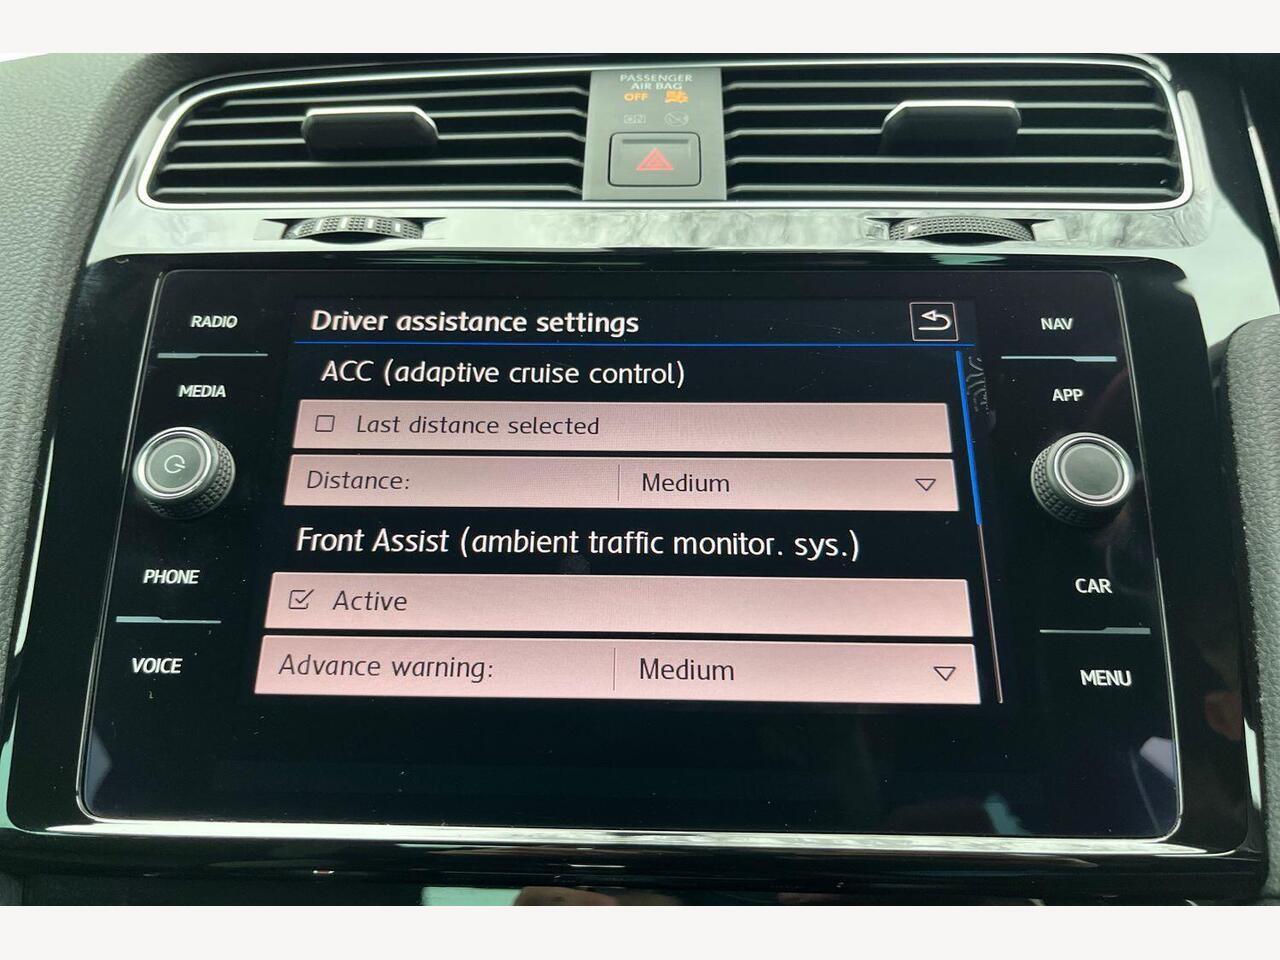 PASSENGER
AIR BAG
OFF
ON
RADIO
MEDIA
PHONE
VOICE
Driver assistance settings
ACC (adaptive cruise control)
Last distance selected
Distance: Medium
Front Assist (ambient traffic monitor. sys.)
Active
Advance warning: Medium
NAV
APP
CAR
MENU